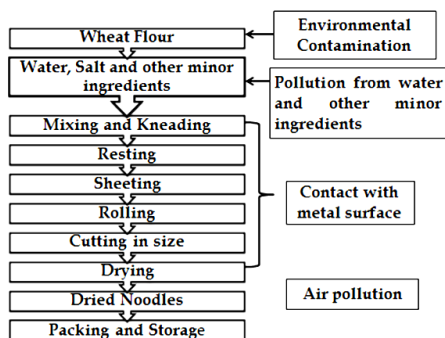 Wheat Flour
Environmental
Contamination
Water, Salt and other minor
ingredients
Pollution from water
and other minor
ingredients
Mixing and Kneading
Resting
Sheeting
Rolling
Cutting in size
Drying
Dried Noodles
Packing and Storage
Contact with
metal surface
Air pollution